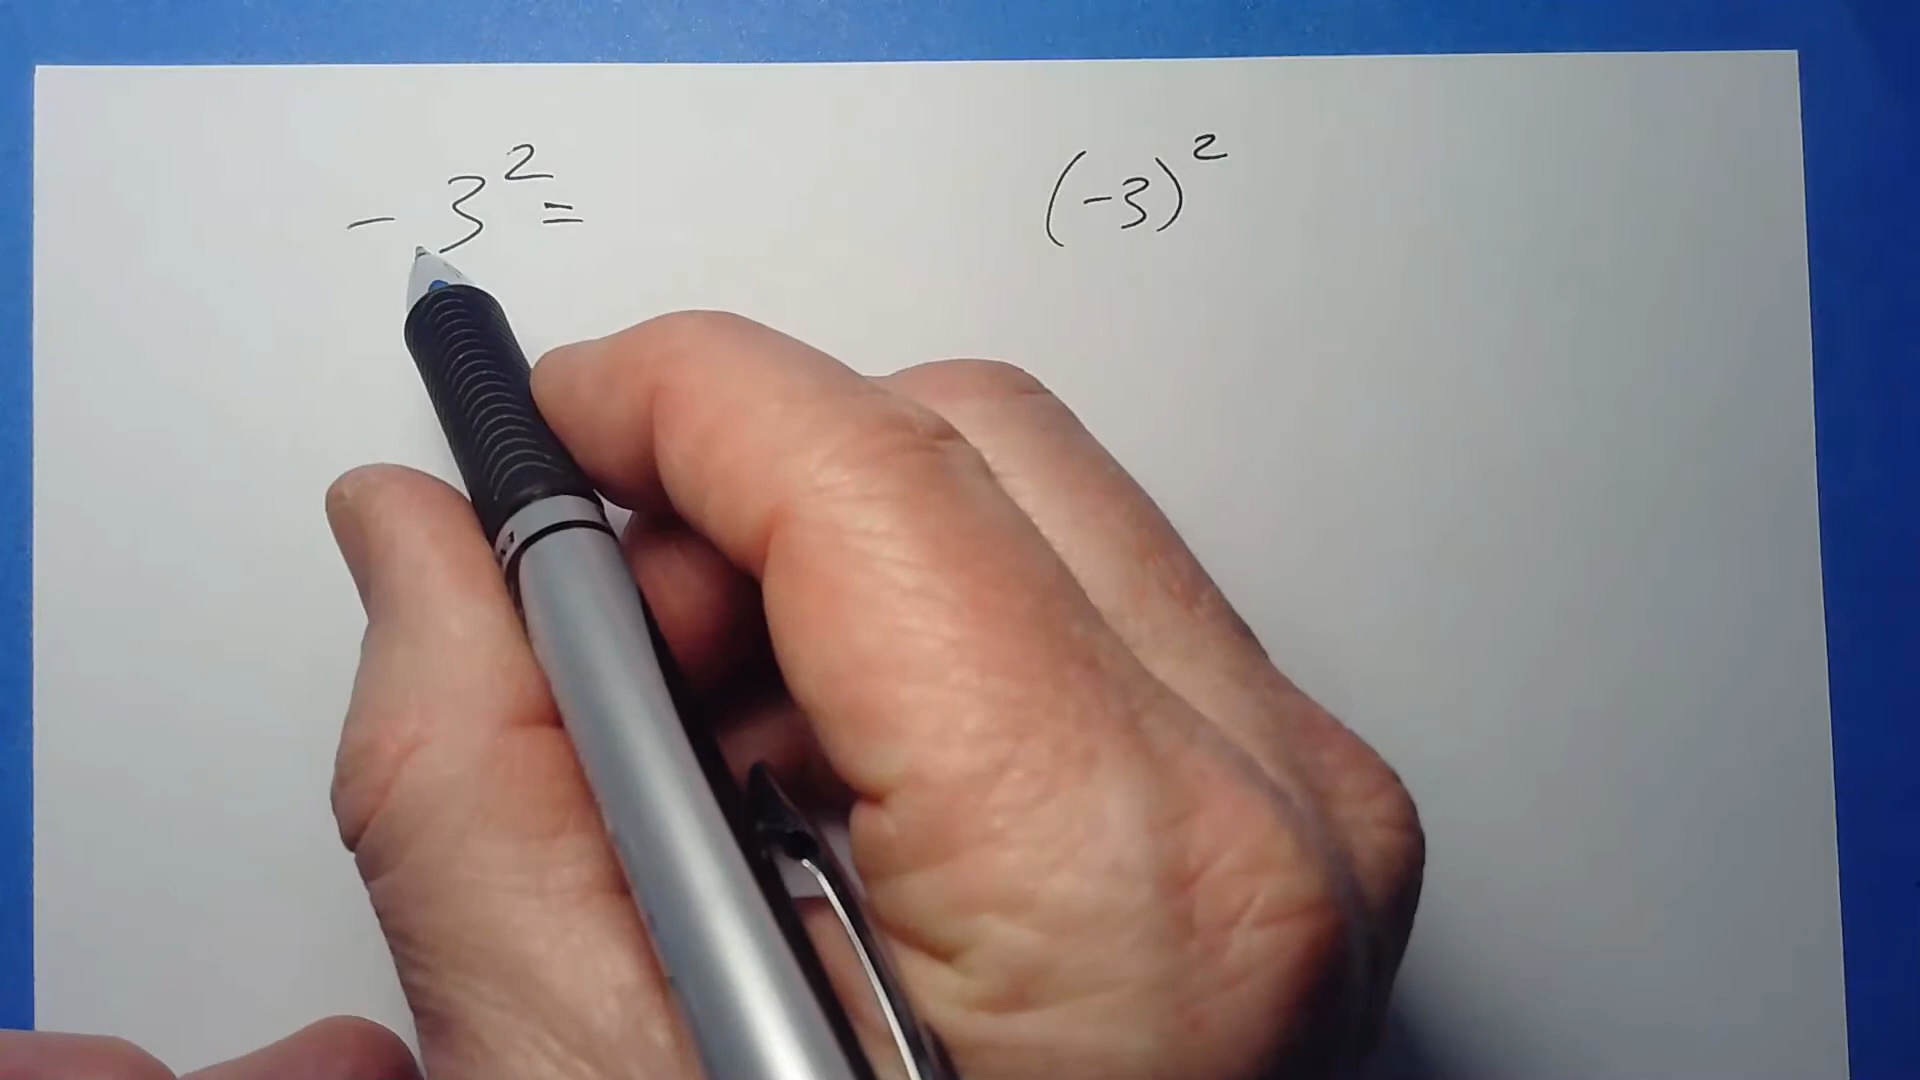 -3² = (-3)²